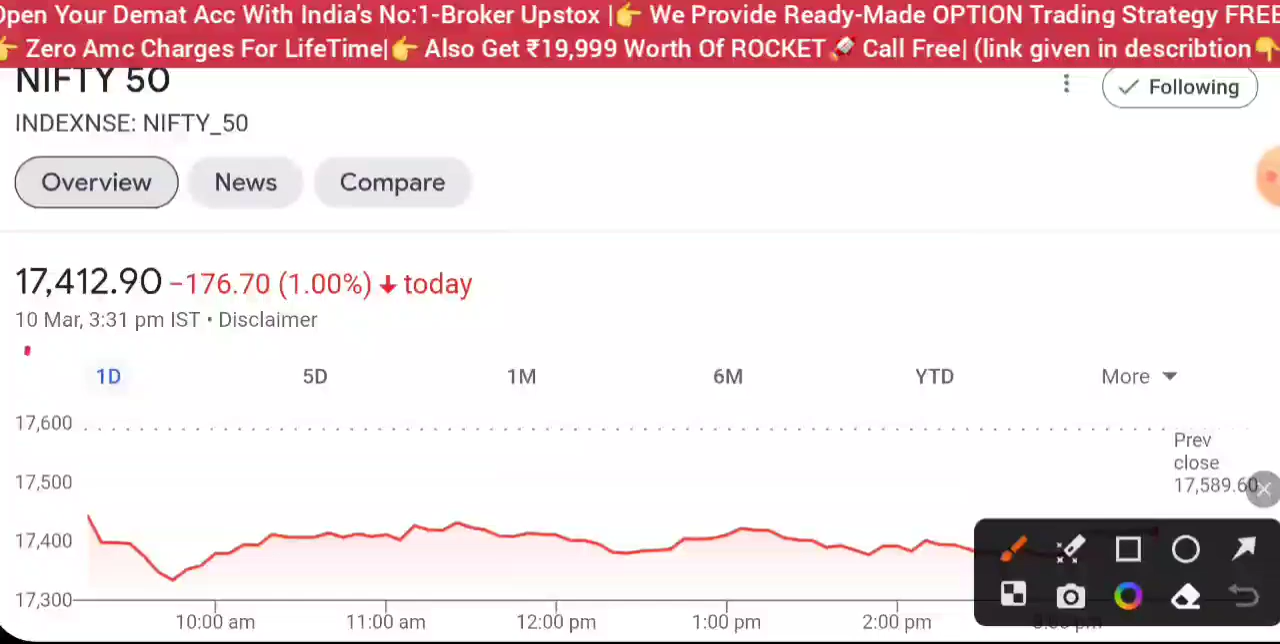 Open Your Demat Acc With India's No:1-Broker Upstox |👉 We Provide Ready-Made OPTION Trading Strategy FREE
👉 Zero Amc Charges For LifeTime|👉 Also Get ₹19,999 Worth Of ROCKET🚀 Call Free| (link given in describtion👇
NIFTY 50
Following
INDEXNSE: NIFTY_50
Overview News Compare
17,412.90 −176.70 (1.00%) ↓ today
10 Mar, 3:31 pm IST • Disclaimer
1D 5D 1M 6M YTD More
17,600
Prev
close
17,589.60
17,500
17,400
17,300
10:00 am 11:00 am 12:00 pm 1:00 pm 2:00 pm